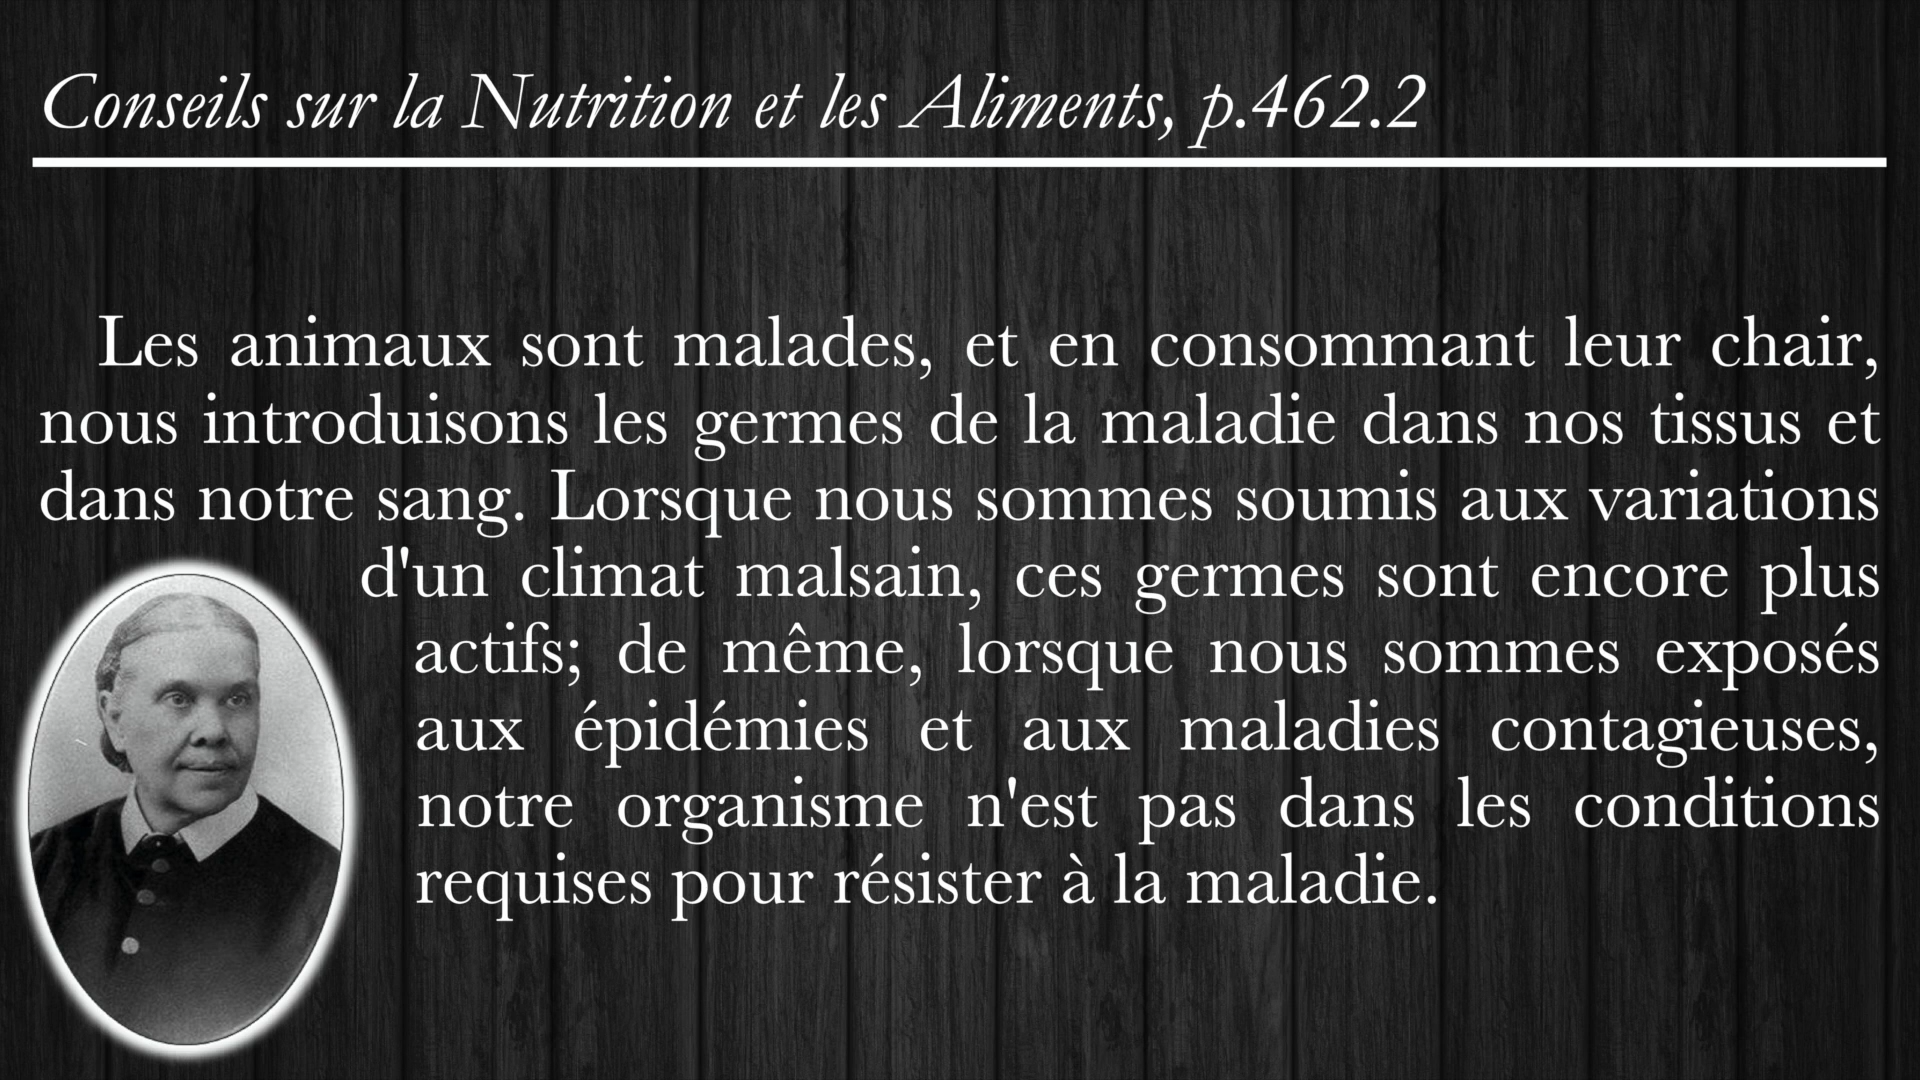 Conseils sur la Nutrition et les Aliments, p.462.2
Les animaux sont malades, et en consommant leur chair,
nous introduisons les germes de la maladie dans nos tissus et
dans notre sang. Lorsque nous sommes soumis aux variations
d'un climat malsain, ces germes sont encore plus
actifs; de même, lorsque nous sommes exposés
aux épidémies et aux maladies contagieuses,
notre organisme n'est pas dans les conditions
requises pour résister à la maladie.